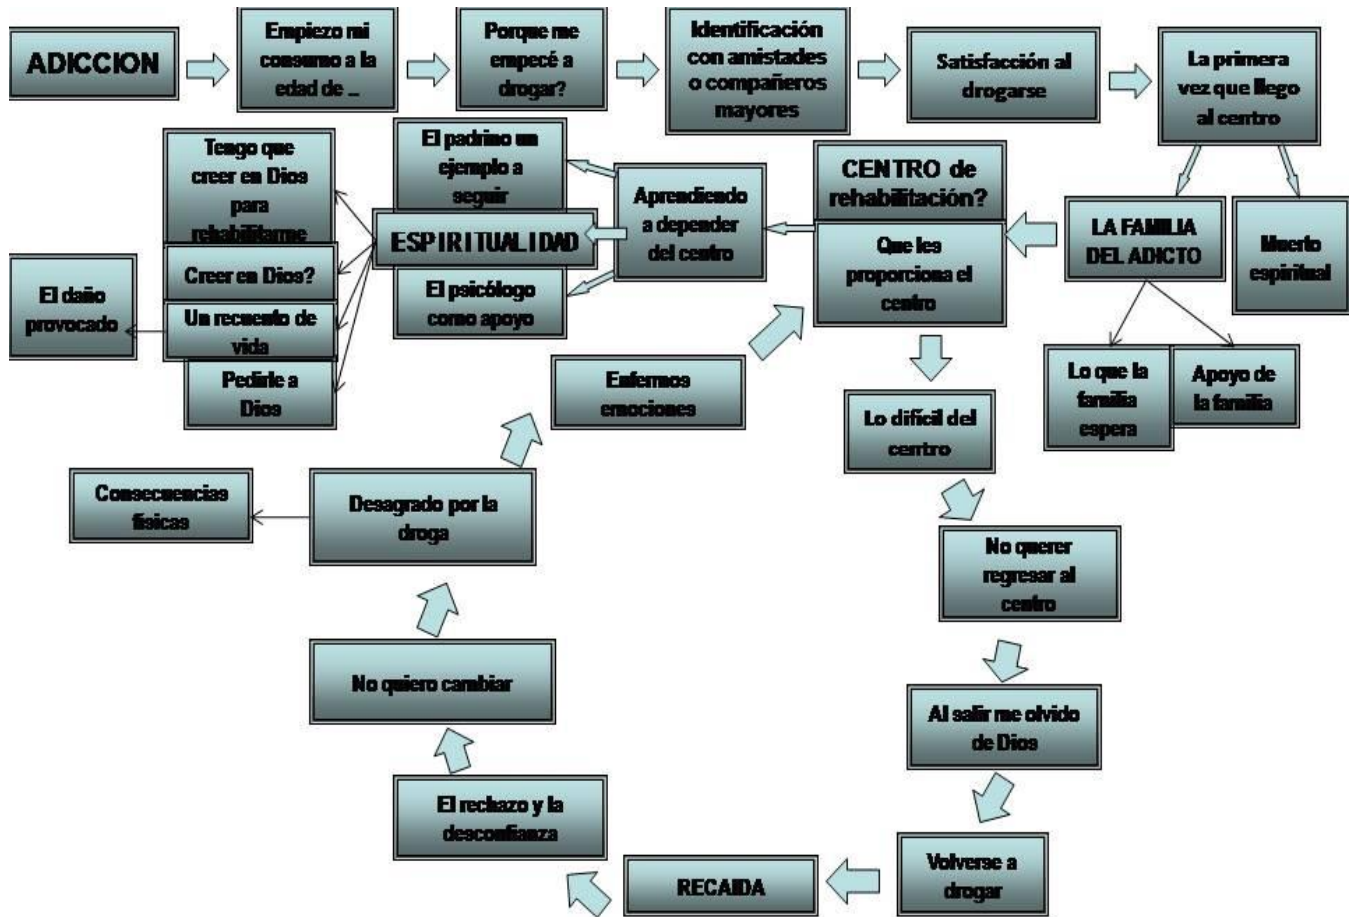 ADICCION
Empiezo mi
consumo a la
edad de ...
Porque me
empecé a
drogar?
Identificación
con amistades
o compañeros
mayores
Satisfacción al
drogarse
La primera
vez que llego
al centro
Tengo que
creer en Dios
para
rehabilitarme
El padrino un
ejemplo a
seguir
Aprendiendo
a depender
del centro
CENTRO de
rehabilitación?
LA FAMILIA
DEL ADICTO
Muerto
espiritual
ESPIRITUALIDAD
Que les
proporciona el
centro
El daño
provocado
Creer en Dios?
El psicólogo
como apoyo
Un recuento de
vida
Pedirle a
Dios
Enfermos
emociones
Lo que la
familia
espera
Apoyo de
la familia
Lo difícil del
centro
Consecuencias
físicas
Desagrado por la
droga
No querer
regresar al
centro
No quiero cambiar
Al salir me olvido
de Dios
El rechazo y la
desconfianza
Volverse a
drogar
RECAIDA